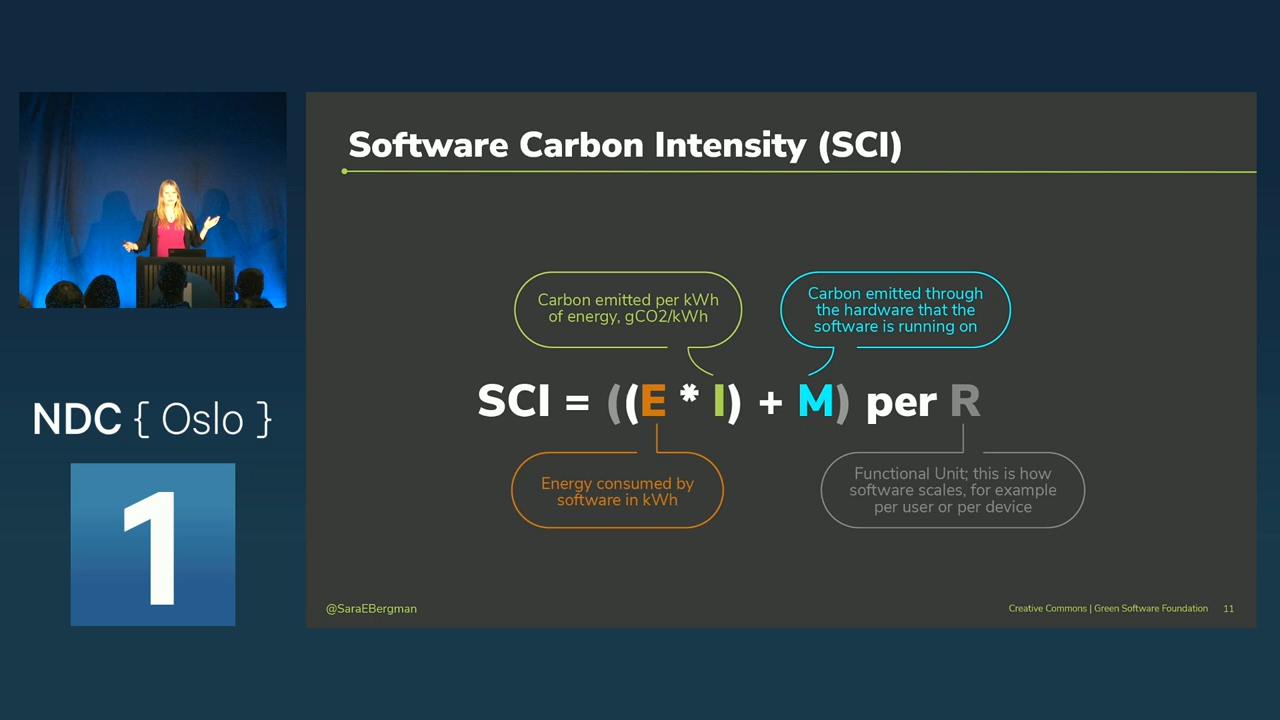 Software Carbon Intensity (SCI)
Carbon emitted per kWh
of energy, gCO2/kWh
Carbon emitted through
the hardware that the
software is running on
SCI = ((E * I) + M) per R
Energy consumed by
software in kWh
Functional Unit; this is how
software scales, for example
per user or per device
@SaraEBergman
Creative Commons | Green Software Foundation 11
NDC { Oslo }
1